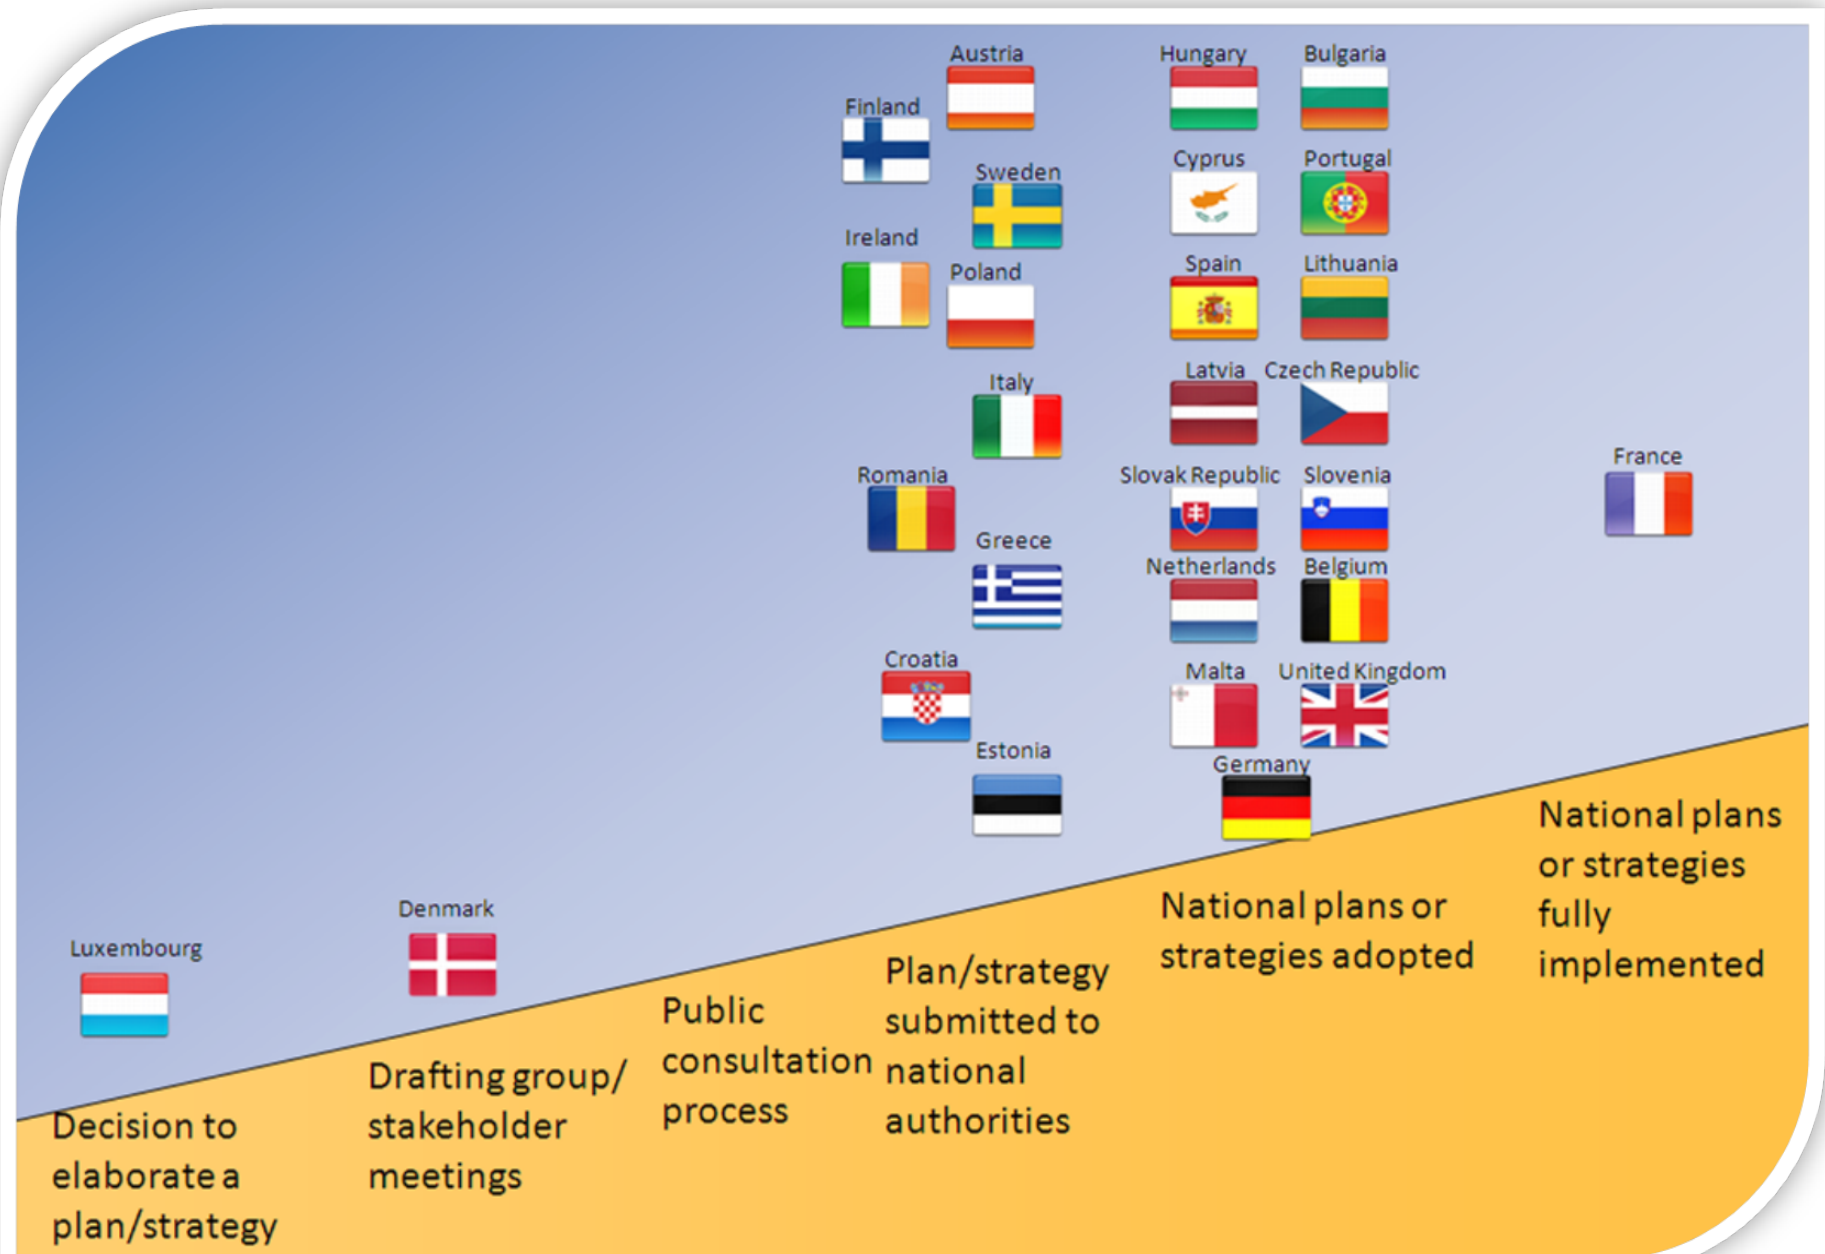 Austria
Hungary
Bulgaria
Finland
Cyprus
Portugal
Sweden
Ireland
Spain
Lithuania
Poland
Latvia
Czech Republic
Italy
France
Romania
Slovak Republic
Slovenia
Greece
Netherlands
Belgium
Croatia
Malta
United Kingdom
Estonia
Germany
Denmark
Luxembourg
Decision to
elaborate a
plan/strategy
Drafting group/
stakeholder
meetings
Public
consultation
process
Plan/strategy
submitted to
national
authorities
National plans or
strategies adopted
National plans
or strategies
fully
implemented